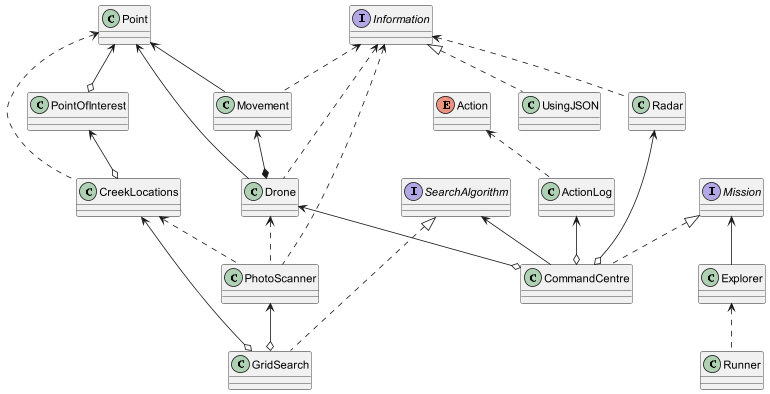 C Point
I Information
C PointOfInterest
C Movement
E Action
C UsingJSON
C Radar
C CreekLocations
C Drone
I SearchAlgorithm
C ActionLog
I Mission
C PhotoScanner
C CommandCentre
C Explorer
C GridSearch
C Runner